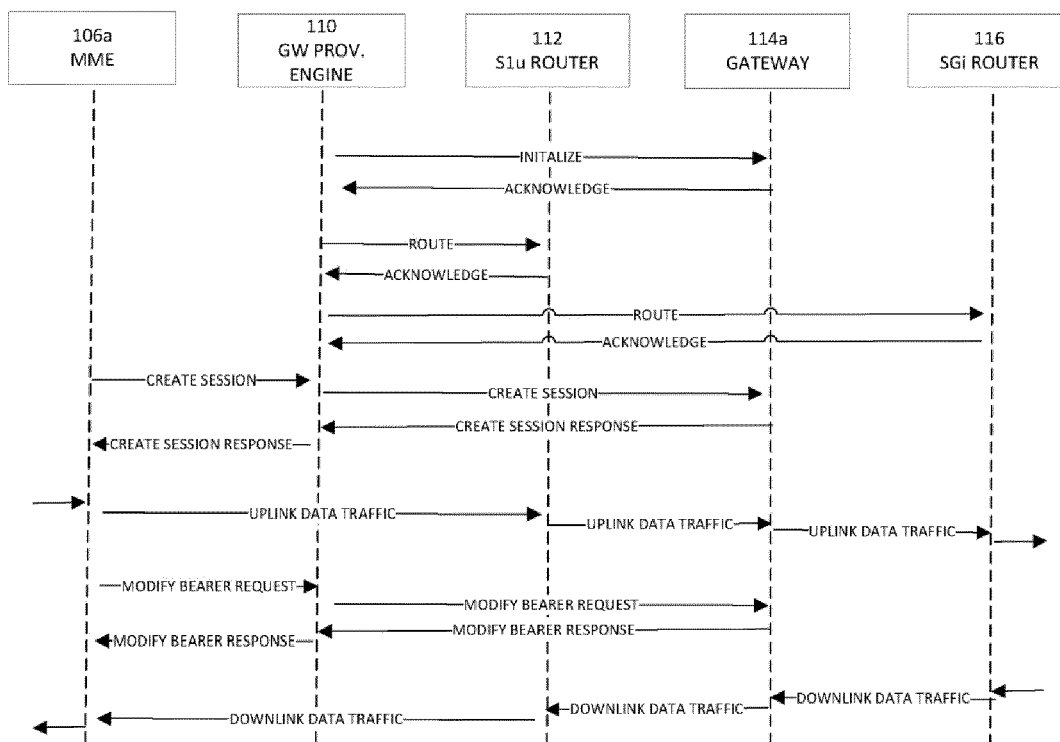 106a
MME
110
GW PROV.
ENGINE
112
S1u ROUTER
114a
GATEWAY
116
SGi ROUTER
INITALIZE
ACKNOWLEDGE
ROUTE
ACKNOWLEDGE
ROUTE
ACKNOWLEDGE
CREATE SESSION
CREATE SESSION
CREATE SESSION RESPONSE
CREATE SESSION RESPONSE
UPLINK DATA TRAFFIC
UPLINK DATA TRAFFIC
UPLINK DATA TRAFFIC
MODIFY BEARER REQUEST
MODIFY BEARER REQUEST
MODIFY BEARER RESPONSE
MODIFY BEARER RESPONSE
DOWNLINK DATA TRAFFIC
DOWNLINK DATA TRAFFIC
DOWNLINK DATA TRAFFIC